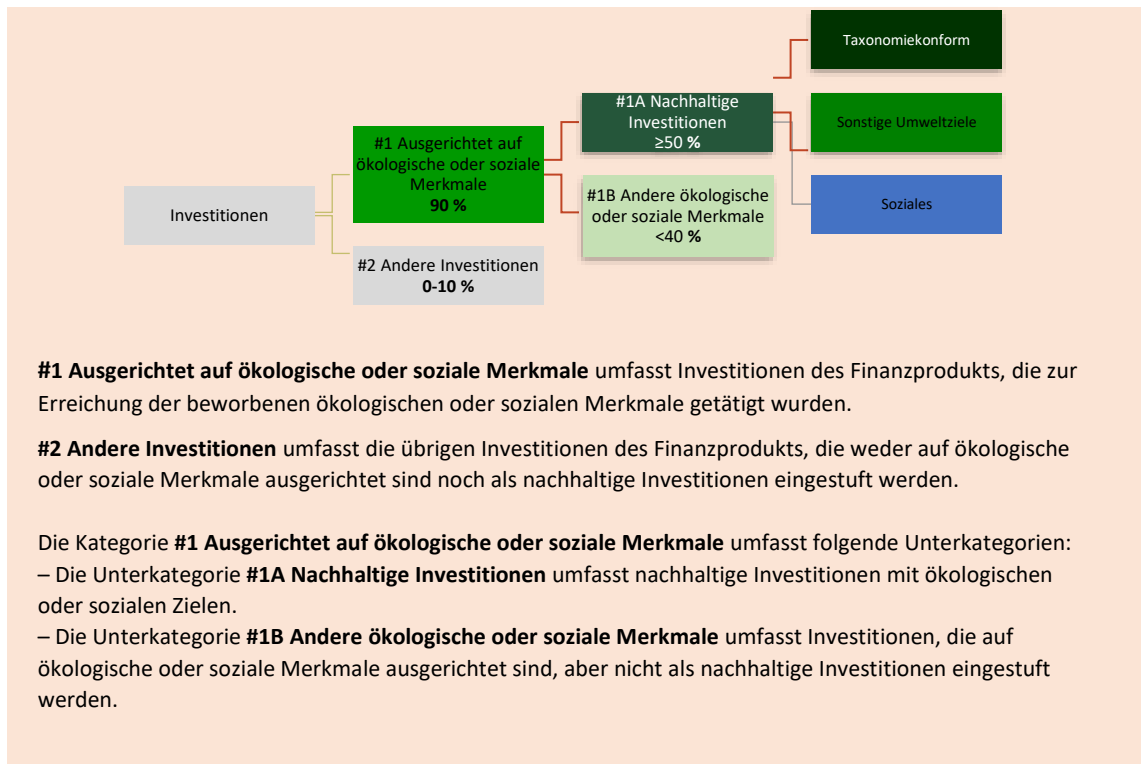 Taxonomiekonform
#1A Nachhaltige
Investitionen
≥50 %
Sonstige Umweltziele
#1 Ausgerichtet auf
ökologische oder soziale
Merkmale
90 %
#1B Andere ökologische
oder soziale Merkmale
<40 %
Soziales
Investitionen
#2 Andere Investitionen
0-10 %
#1 Ausgerichtet auf ökologische oder soziale Merkmale umfasst Investitionen des Finanzprodukts, die zur
Erreichung der beworbenen ökologischen oder sozialen Merkmale getätigt wurden.
#2 Andere Investitionen umfasst die übrigen Investitionen des Finanzprodukts, die weder auf ökologische
oder soziale Merkmale ausgerichtet sind noch als nachhaltige Investitionen eingestuft werden.
Die Kategorie #1 Ausgerichtet auf ökologische oder soziale Merkmale umfasst folgende Unterkategorien:
– Die Unterkategorie #1A Nachhaltige Investitionen umfasst nachhaltige Investitionen mit ökologischen
oder sozialen Zielen.
– Die Unterkategorie #1B Andere ökologische oder soziale Merkmale umfasst Investitionen, die auf
ökologische oder soziale Merkmale ausgerichtet sind, aber nicht als nachhaltige Investitionen eingestuft
werden.